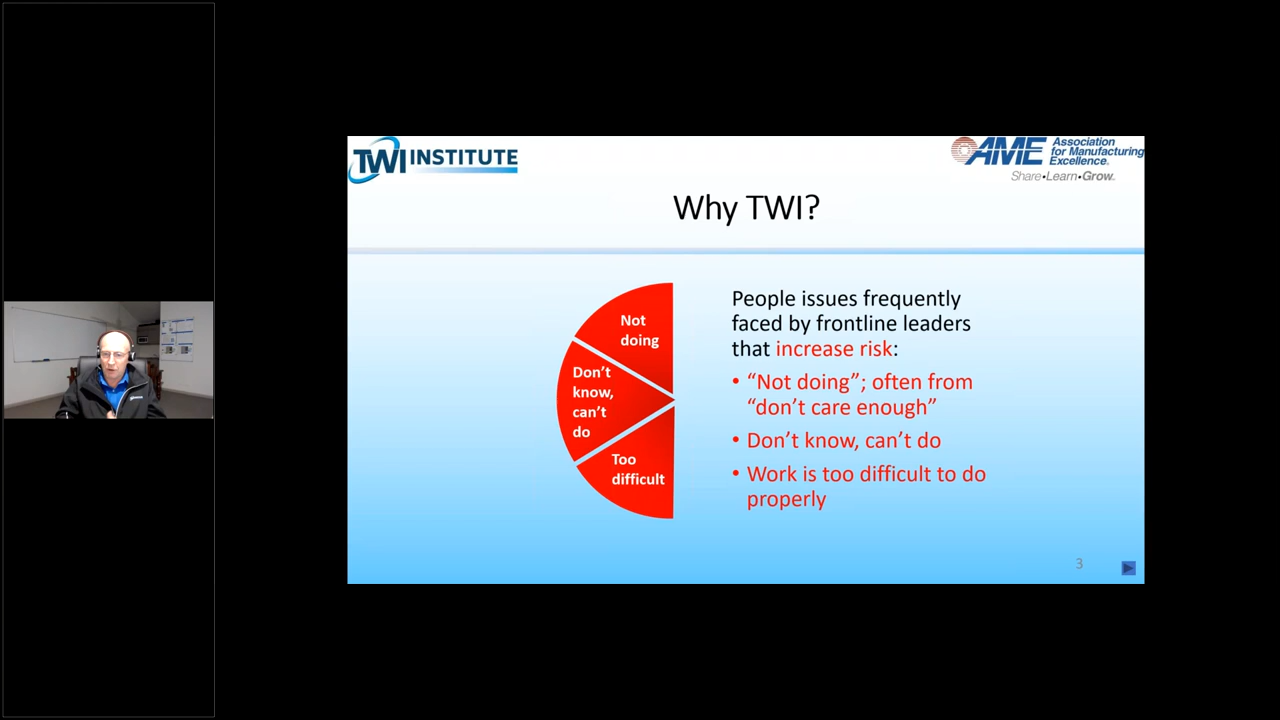 TWI INSTITUTE
AME Association
for Manufacturing
Excellence.
Share•Learn•Grow.
Why TWI?
Not
doing
Don’t
know,
can’t
do
Too
difficult
People issues frequently
faced by frontline leaders
that increase risk:
• “Not doing”; often from
“don’t care enough”
• Don’t know, can’t do
• Work is too difficult to do
properly
3